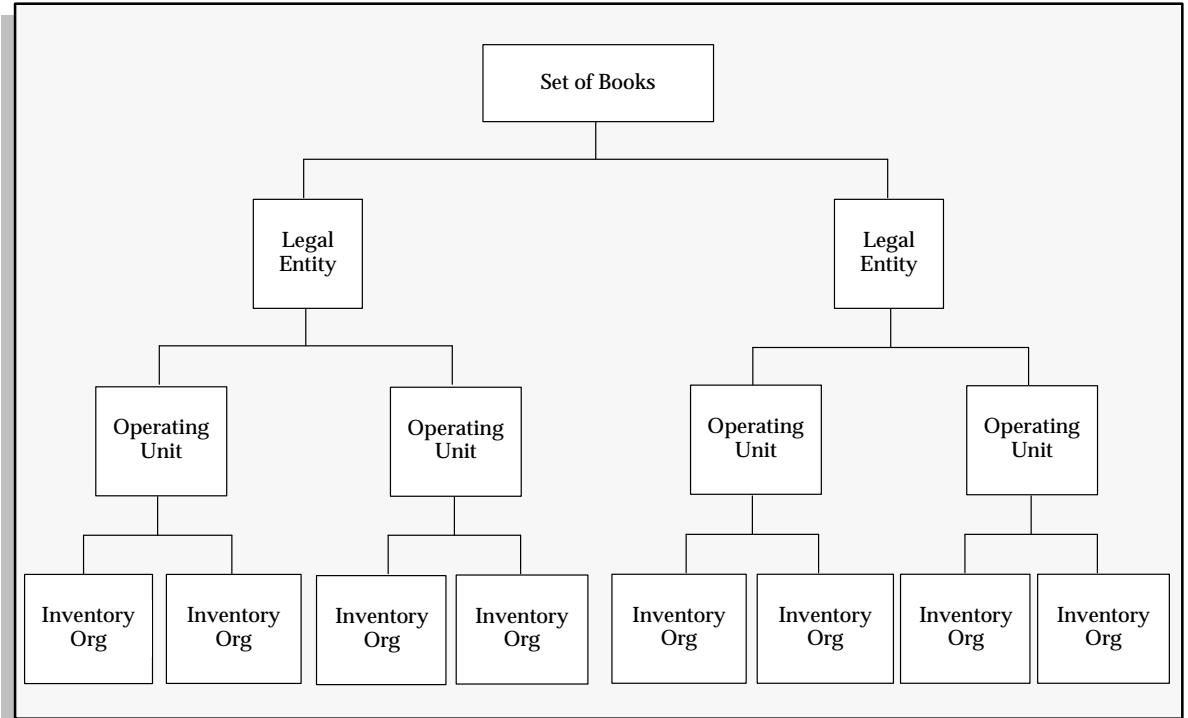 Set of Books
Legal
Entity
Legal
Entity
Operating
Unit
Operating
Unit
Operating
Unit
Operating
Unit
Inventory
Org
Inventory
Org
Inventory
Org
Inventory
Org
Inventory
Org
Inventory
Org
Inventory
Org
Inventory
Org